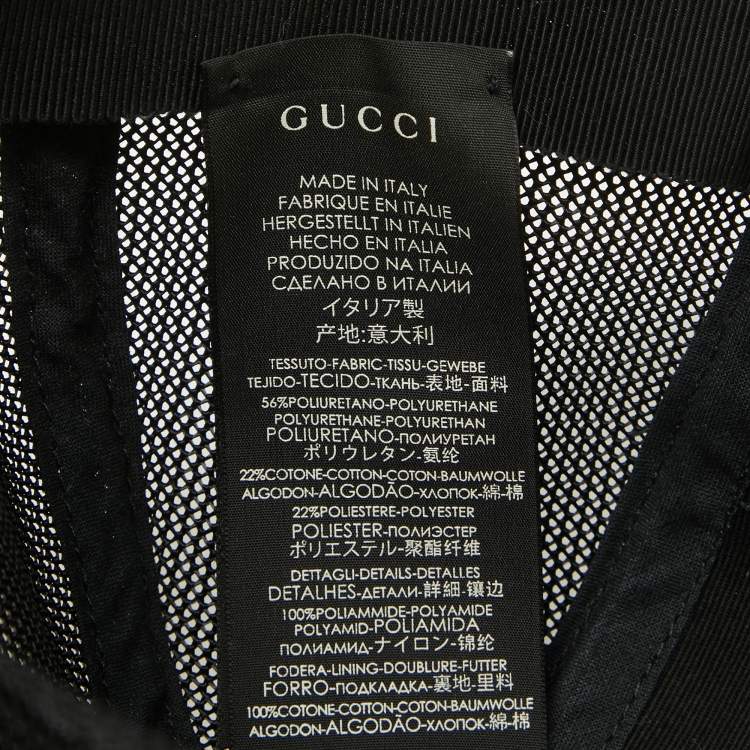 GUCCI
MADE IN ITALY
FABRIQUE EN ITALIE
HERGESTELLT IN ITALIEN
HECHO EN ITALIA
PRODUZIDO NA ITALIA
СДЕЛАНО В ИТАЛИИ
イタリア製
产地:意大利
TESSUTO-FABRIC-TISSU-GEWEBE
TEJIDO-TECIDO-ТКАНЬ-表地-面料
56%POLIURETANO-POLYURETHANE
POLYURETHANE-POLYURETHAN
POLIURETANO-ПОЛИУРЕТАН
ポリウレタン-氨纶
22%COTONE-COTTON-COTON-BAUMWOLLE
ALGODON-ALGODÃO-ХЛОПОК-綿-棉
22%POLIESTERE-POLYESTER
POLIESTER-ПОЛИЭСТЕР
ポリエステル-聚酯纤维
DETTAGLI-DETAILS-DETALLES
DETALHES-ДЕТАЛИ-詳細-镶边
100%POLIAMMIDE-POLYAMIDE
POLYAMID-POLIAMIDA
ПОЛИАМИД-ナイロン-锦纶
FODERA-LINING-DOUBLURE-FUTTER
FORRO-ПОДКЛАДКА-裏地-里料
100%COTONE-COTTON-COTON-BAUMWOLLE
ALGODON-ALGODÃO-ХЛОПОК-綿-棉